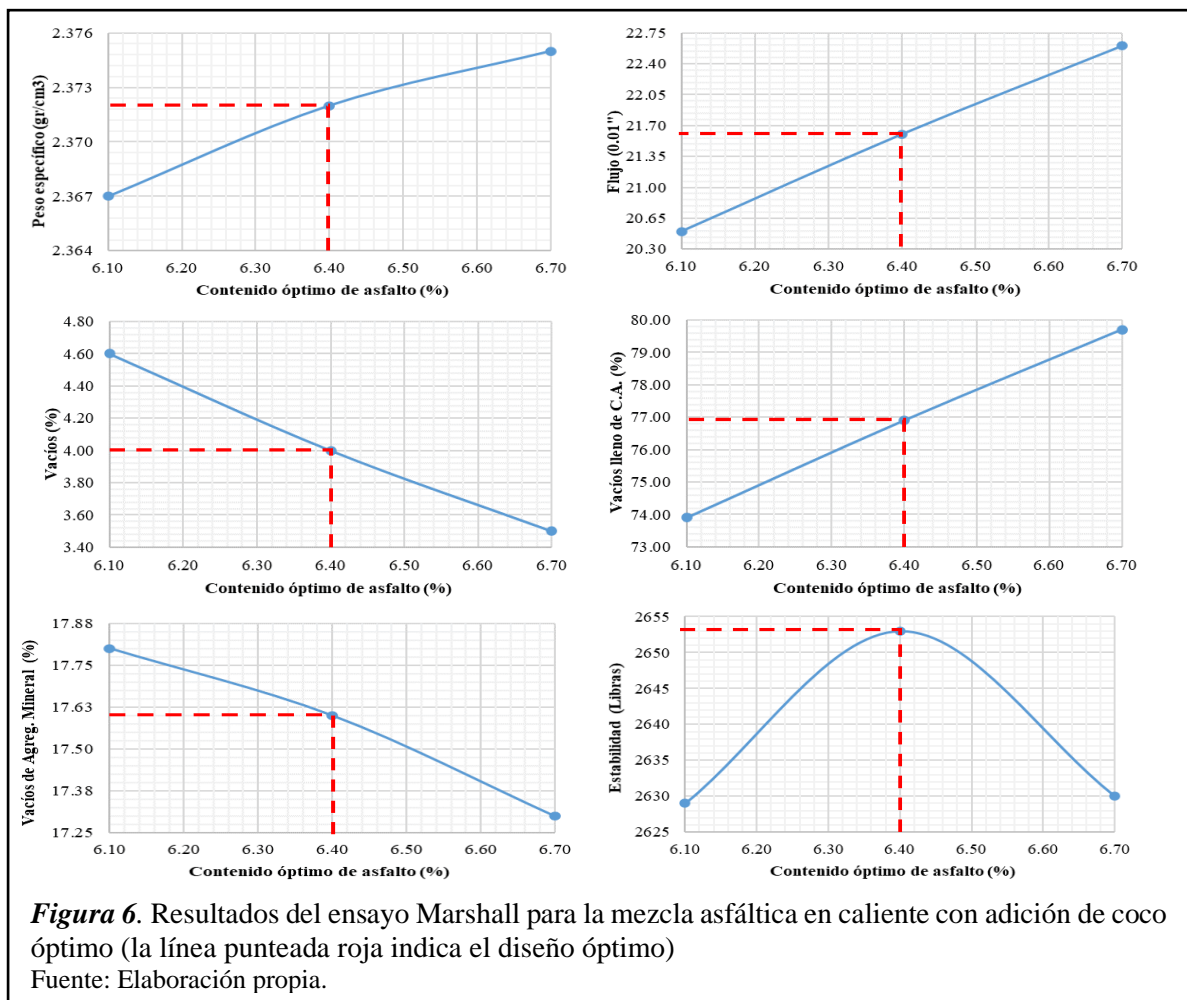 2.376
2.373
2.370
2.367
2.364
Peso específico (gr/cm3)
6.10 6.20 6.30 6.40 6.50 6.60 6.70
Contenido óptimo de asfalto (%)
22.75
22.40
22.05
21.70
21.35
21.00
20.65
20.30
Flujo (0.01")
6.10 6.20 6.30 6.40 6.50 6.60 6.70
Contenido óptimo de asfalto (%)
4.80
4.60
4.40
4.20
4.00
3.80
3.60
3.40
Vacíos (%)
6.10 6.20 6.30 6.40 6.50 6.60 6.70
Contenido óptimo de asfalto (%)
80.00
79.00
78.00
77.00
76.00
75.00
74.00
73.00
Vacíos lleno de C.A. (%)
6.10 6.20 6.30 6.40 6.50 6.60 6.70
Contenido óptimo de asfalto (%)
17.88
17.75
17.63
17.50
17.38
17.25
Vacíos de Agreg. Mineral (%)
6.10 6.20 6.30 6.40 6.50 6.60 6.70
Contenido óptimo de asfalto (%)
2655
2650
2645
2640
2635
2630
2625
Estabilidad (Libras)
6.10 6.20 6.30 6.40 6.50 6.60 6.70
Contenido óptimo de asfalto (%)
Figura 6. Resultados del ensayo Marshall para la mezcla asfáltica en caliente con adición de coco
óptimo (la línea punteada roja indica el diseño óptimo)
Fuente: Elaboración propia.